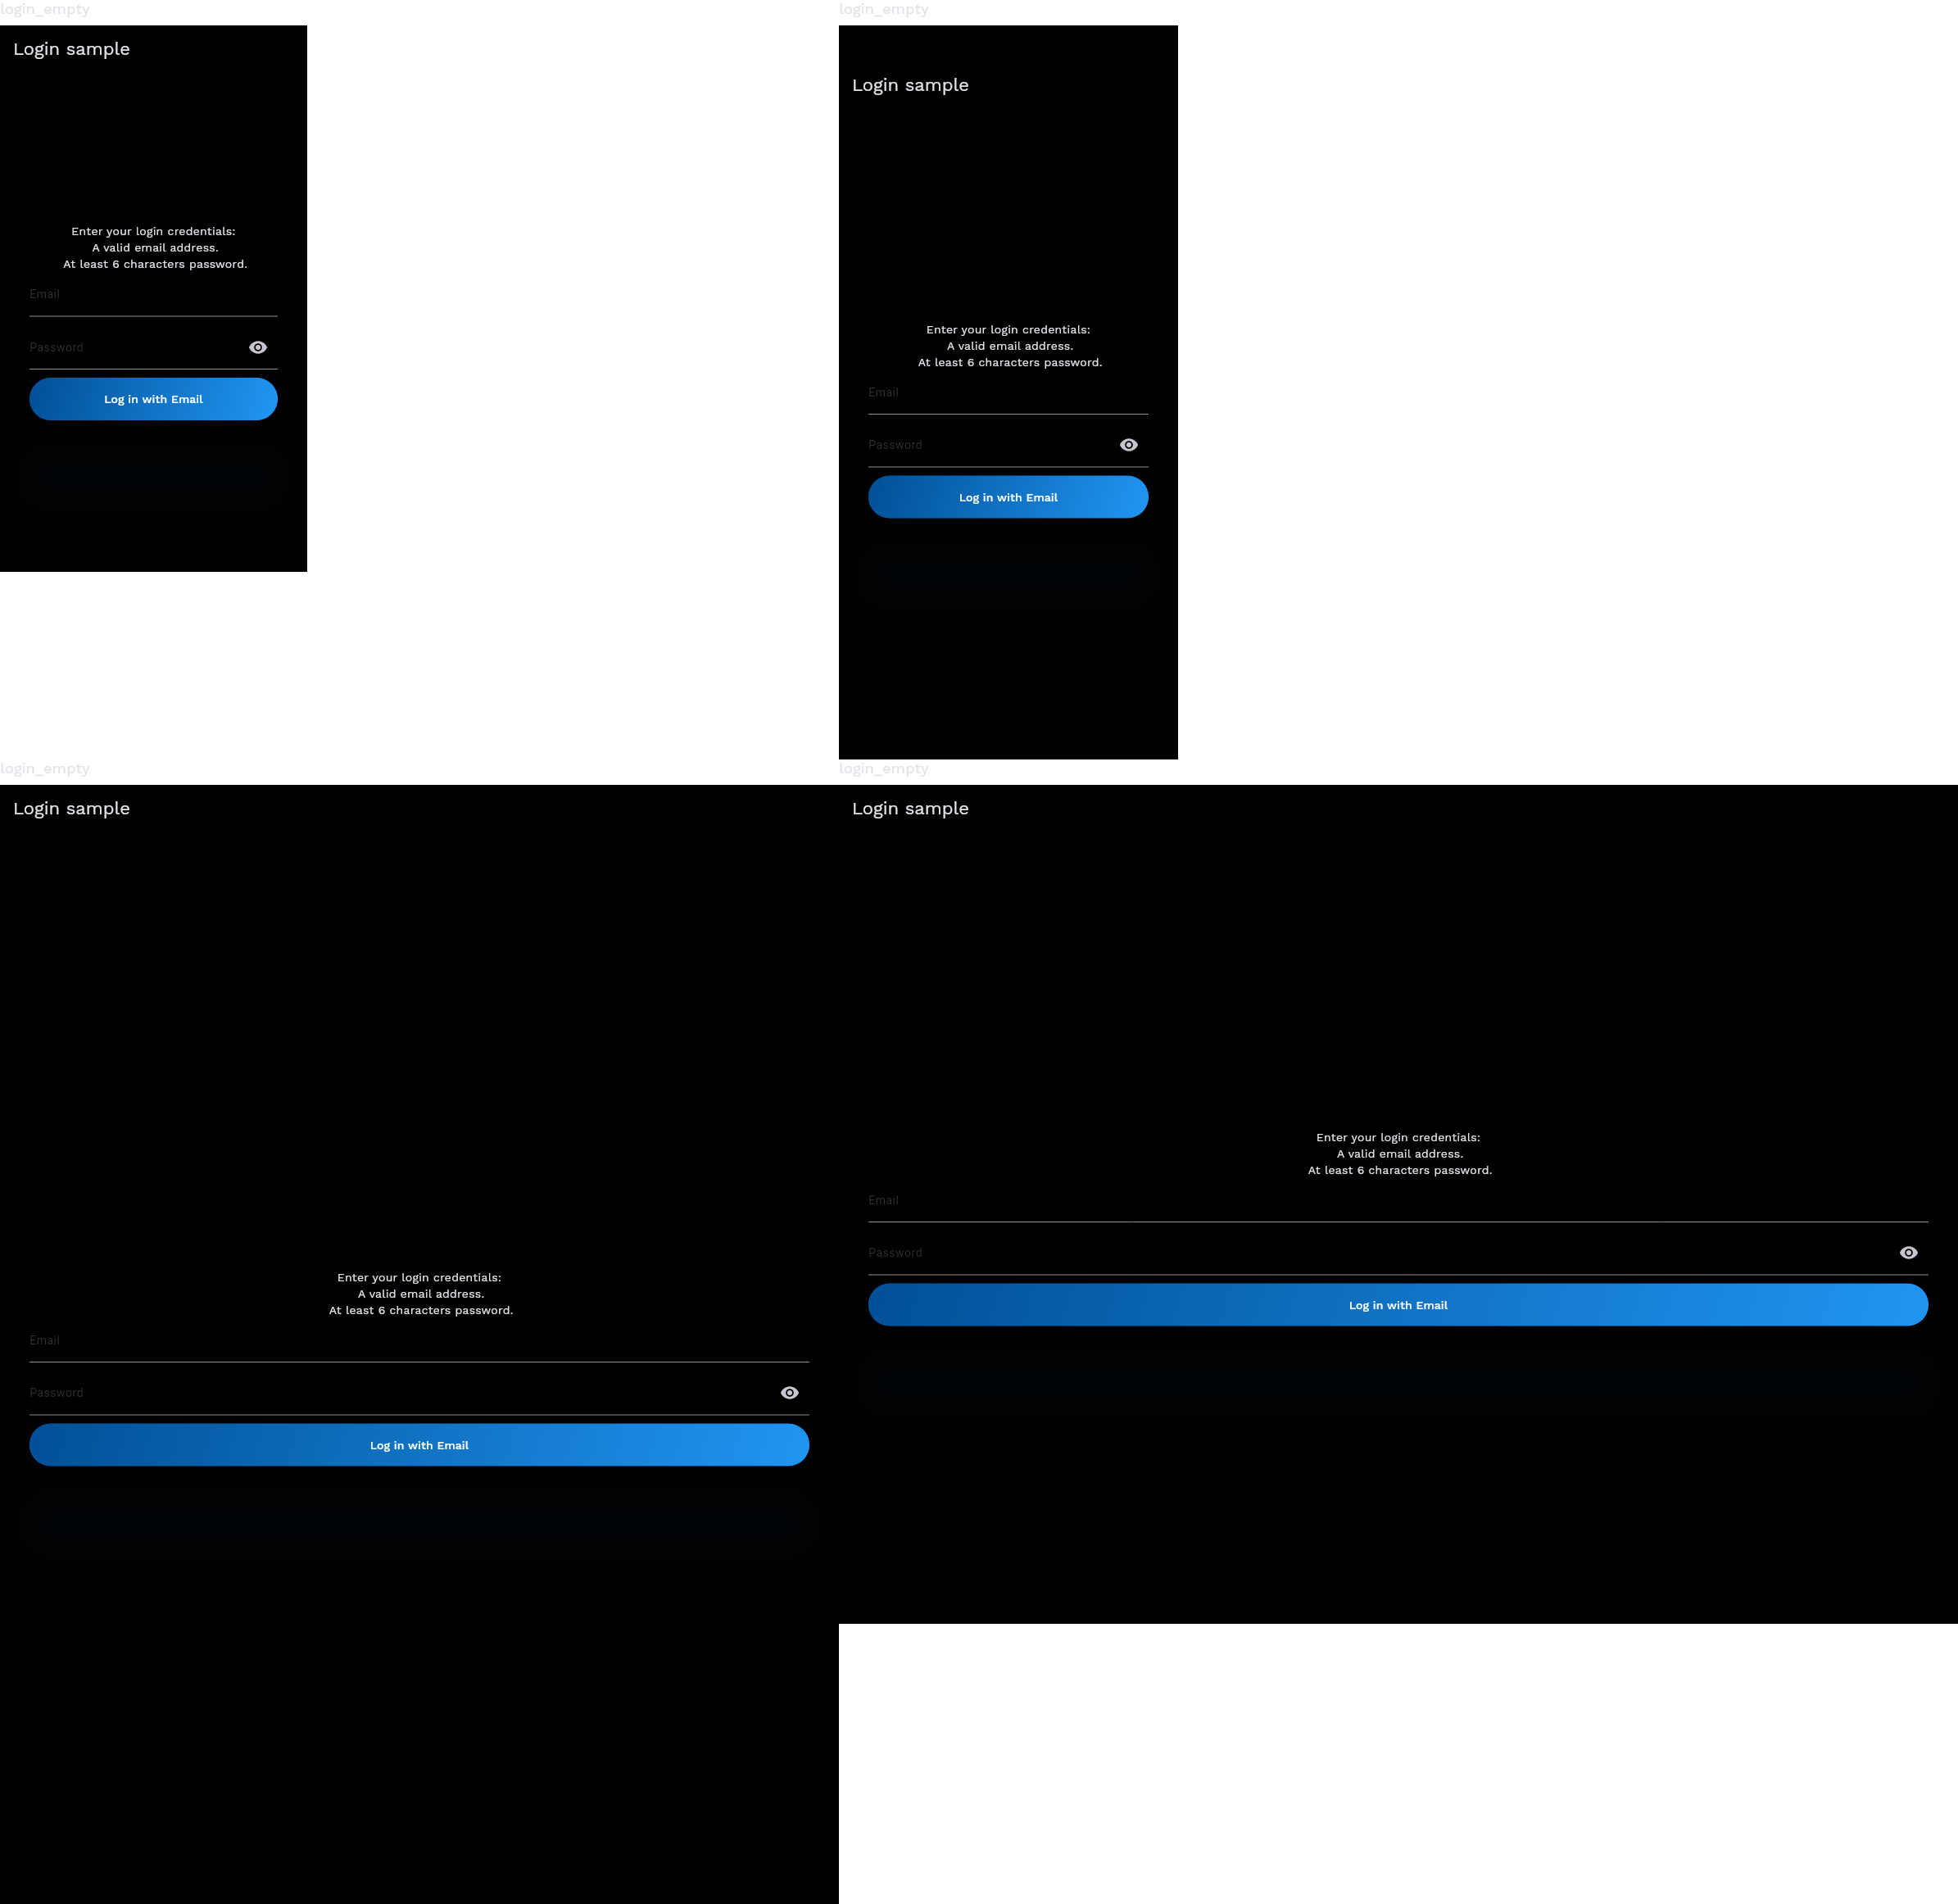 login_empty
Login sample
Enter your login credentials:
A valid email address.
At least 6 characters password.
Email
Password
Log in with Email
login_empty
Login sample
Enter your login credentials:
A valid email address.
At least 6 characters password.
Email
Password
Log in with Email
login_empty
Login sample
Enter your login credentials:
A valid email address.
At least 6 characters password.
Email
Password
Log in with Email
login_empty
Login sample
Enter your login credentials:
A valid email address.
At least 6 characters password.
Email
Password
Log in with Email